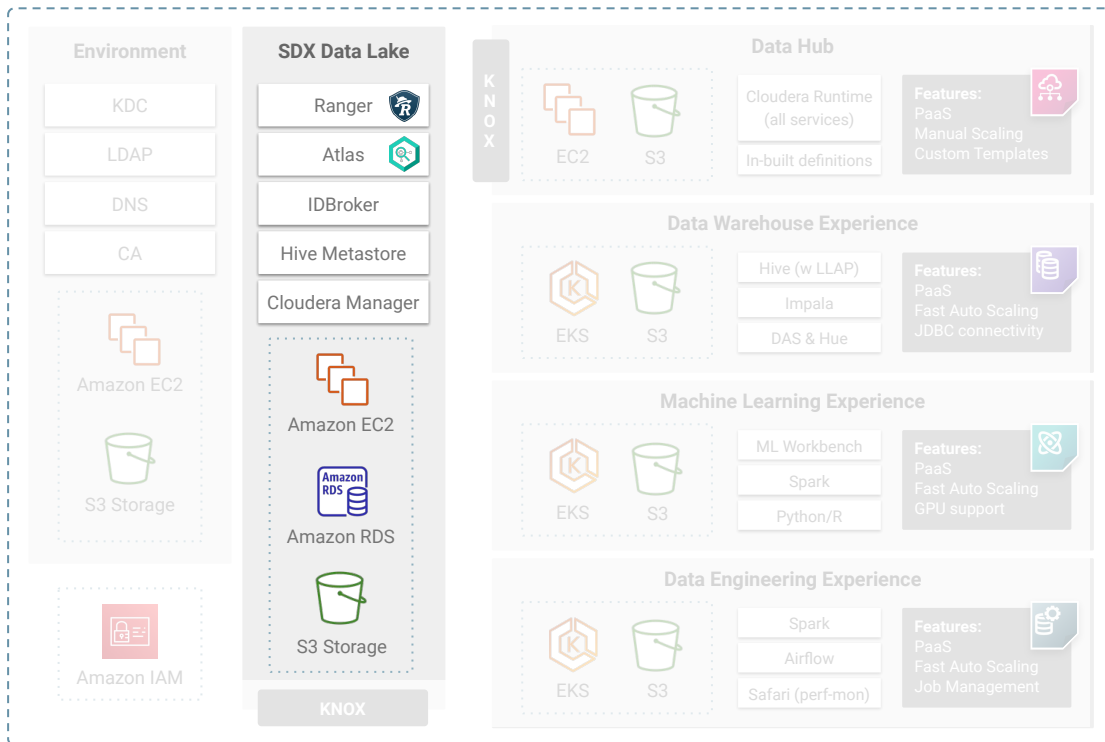 Environment
KDC
LDAP
DNS
CA
Amazon EC2
S3 Storage
Amazon IAM
SDX Data Lake
Ranger
R
Atlas
IDBroker
Hive Metastore
Cloudera Manager
Amazon EC2
Amazon
RDS
Amazon RDS
S3 Storage
KNOX
K
N
O
X
Data Hub
EC2
S3
Cloudera Runtime
(all services)
In-built definitions
Features:
PaaS
Manual Scaling
Custom Templates
Data Warehouse Experience
K
EKS
S3
Hive (w LLAP)
Impala
DAS & Hue
Features:
PaaS
Fast Auto Scaling
JDBC connectivity
Machine Learning Experience
K
EKS
S3
ML Workbench
Spark
Python/R
Features:
PaaS
Fast Auto Scaling
GPU support
Data Engineering Experience
K
EKS
S3
Spark
Airflow
Safari (perf-mon)
Features:
PaaS
Fast Auto Scaling
Job Management